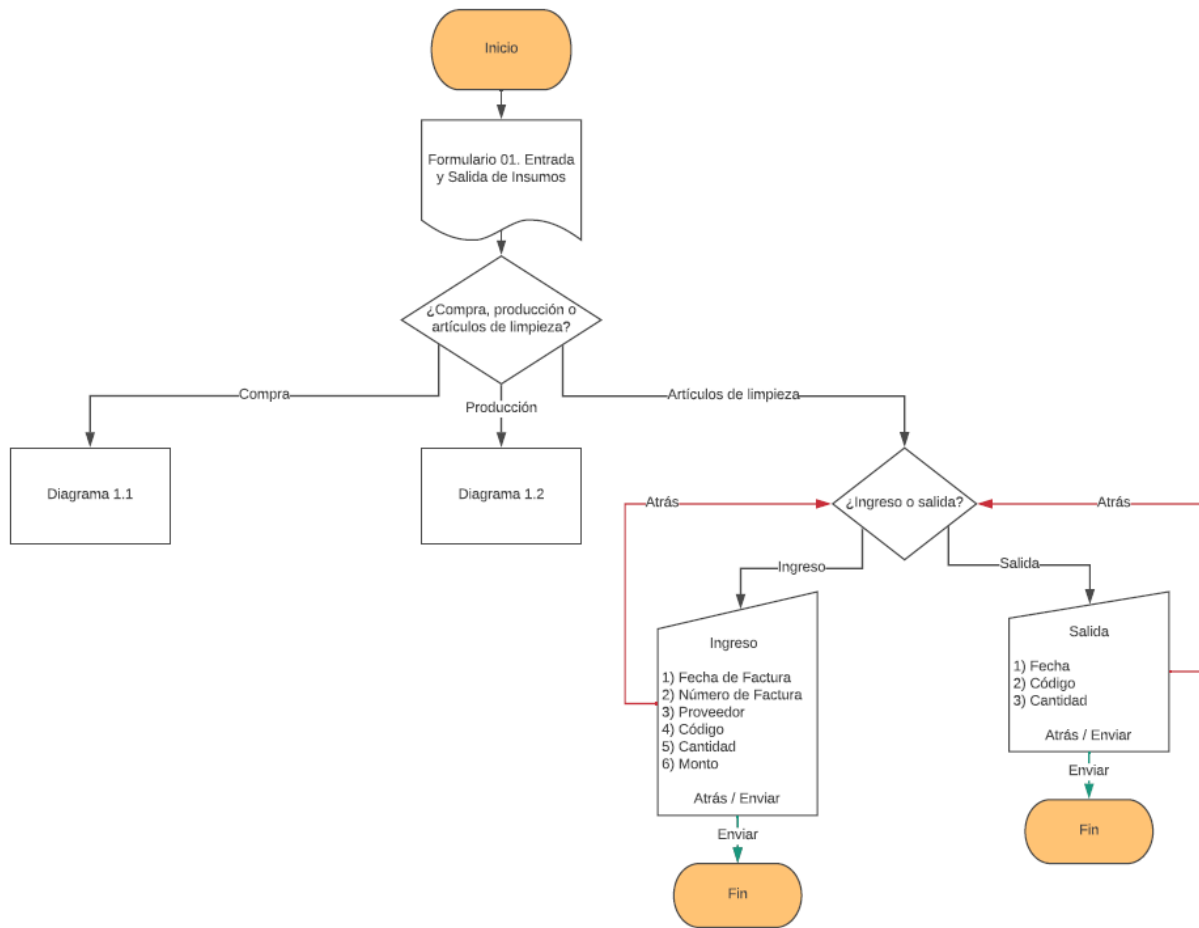 Inicio
Formulario 01. Entrada
y Salida de Insumos
¿Compra, producción o
artículos de limpieza?
Compra
Producción
Artículos de limpieza
Diagrama 1.1
Diagrama 1.2
¿Ingreso o salida?
Atrás
Atrás
Ingreso
Salida
Ingreso
1) Fecha de Factura
2) Número de Factura
3) Proveedor
4) Código
5) Cantidad
6) Monto
Atrás / Enviar
Enviar
Fin
Salida
1) Fecha
2) Código
3) Cantidad
Atrás / Enviar
Enviar
Fin